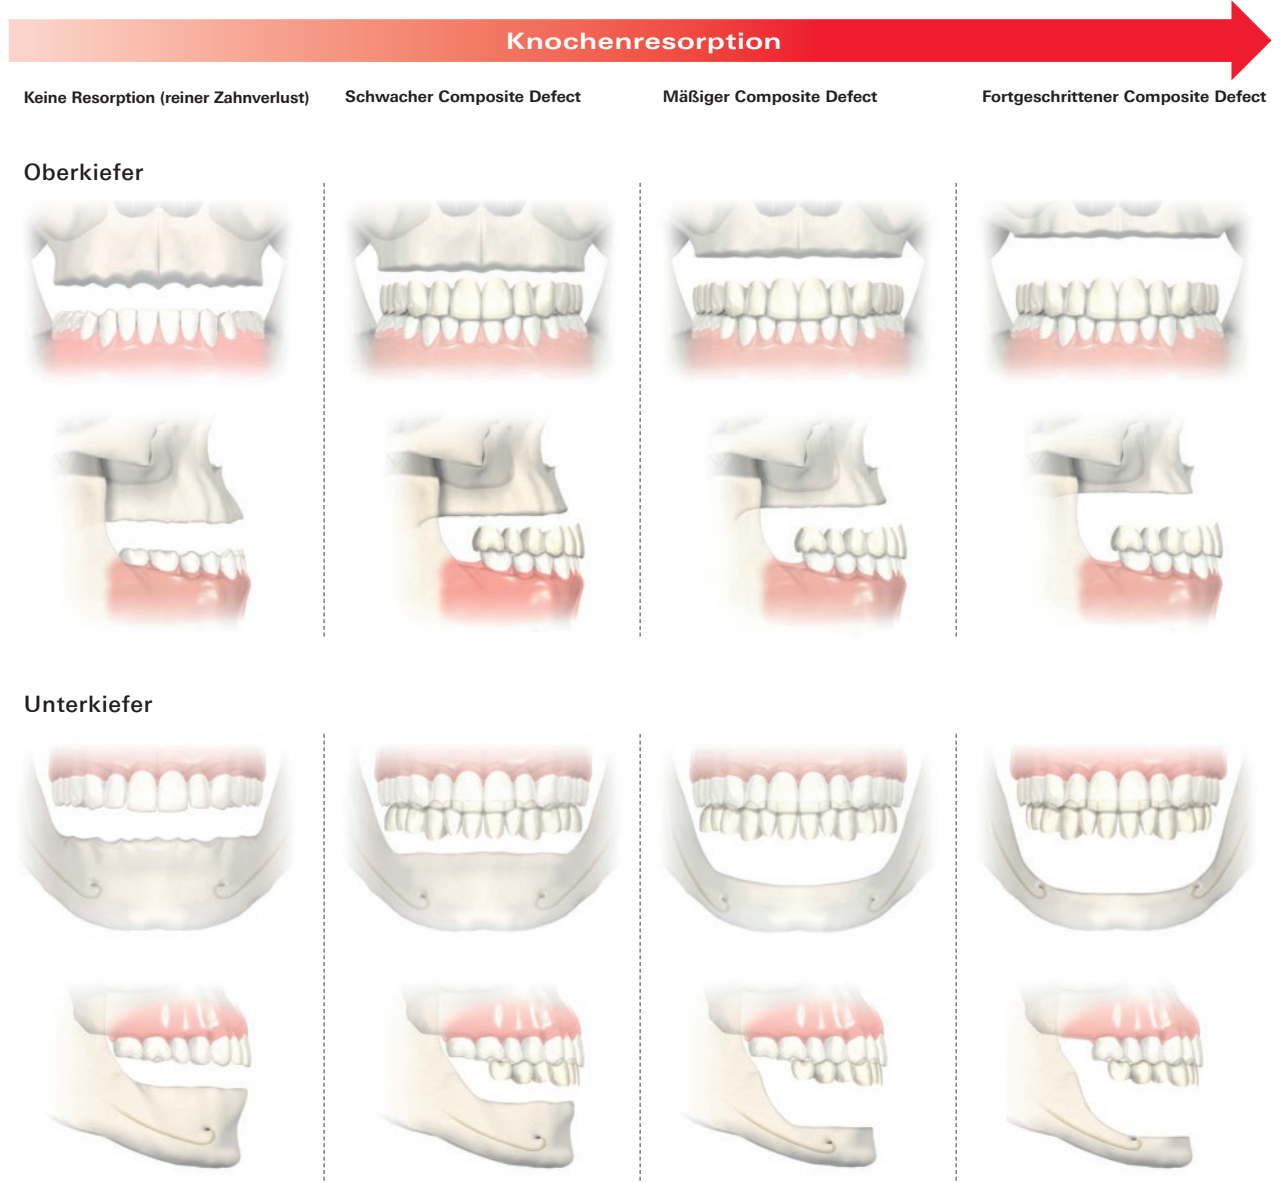 Knochenresorption
Keine Resorption (reiner Zahnverlust)
Schwacher Composite Defect
Mäßiger Composite Defect
Fortgeschrittener Composite Defect
Oberkiefer
Unterkiefer